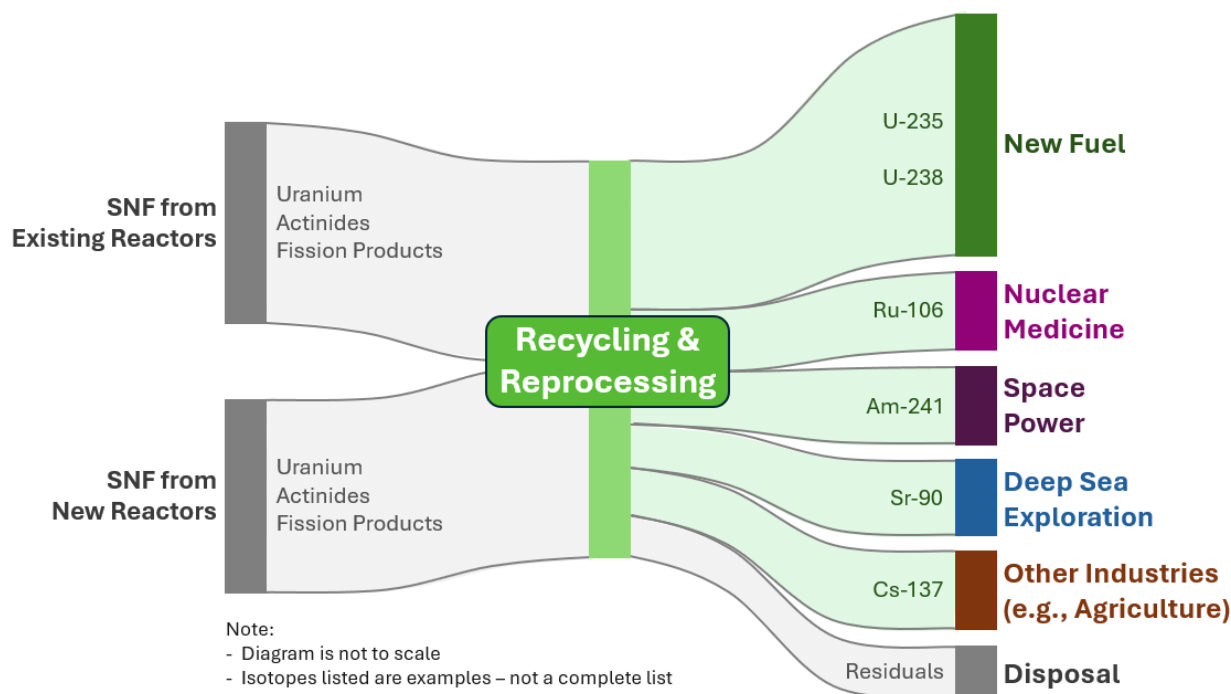 SNF from
Existing Reactors
Uranium
Actinides
Fission Products
SNF from
New Reactors
Uranium
Actinides
Fission Products
Recycling &
Reprocessing
U-235
U-238
New Fuel
Ru-106
Nuclear
Medicine
Am-241
Space
Power
Sr-90
Deep Sea
Exploration
Cs-137
Other Industries
(e.g., Agriculture)
Residuals
Disposal
Note:
- Diagram is not to scale
- Isotopes listed are examples – not a complete list